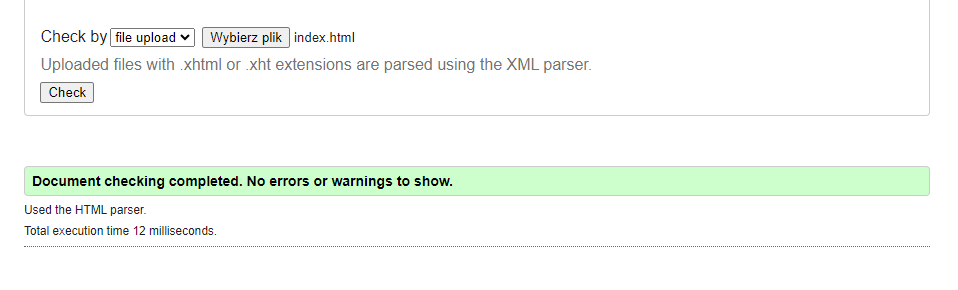 Check by file upload Wybierz plik index.html
Uploaded files with .xhtml or .xht extensions are parsed using the XML parser.
Check
Document checking completed. No errors or warnings to show.
Used the HTML parser.
Total execution time 12 milliseconds.